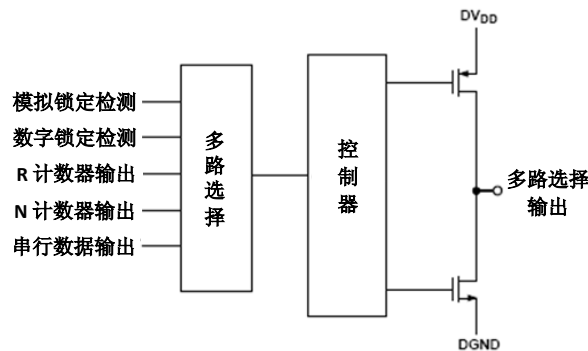 DVDD
模拟锁定检测
数字锁定检测
R 计数器输出
N 计数器输出
串行数据输出
多路选择
控制器
多路选择
输出
DGND